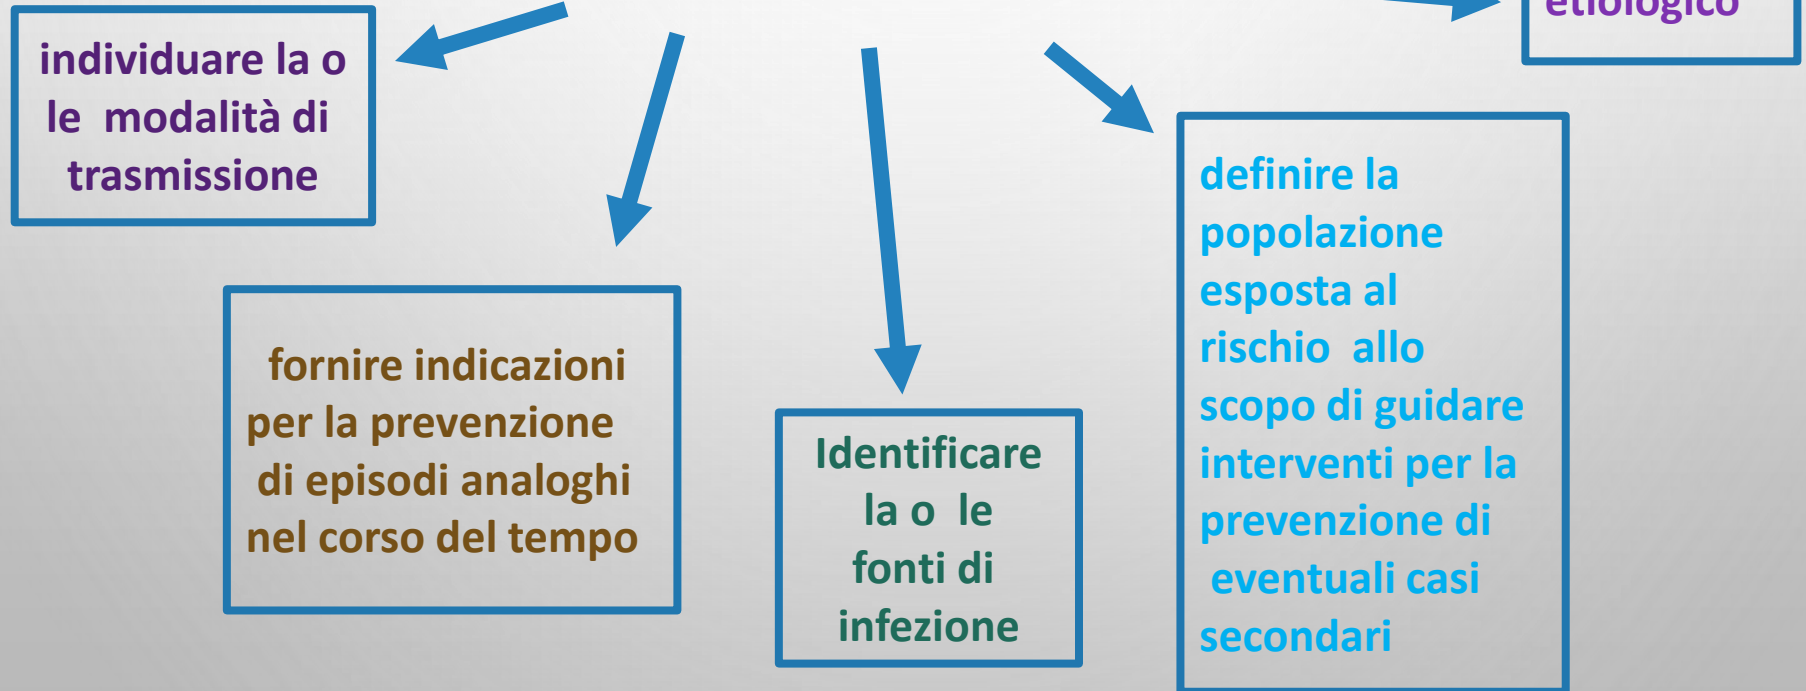 etiologico
individuare la o
le modalità di
trasmissione
fornire indicazioni
per la prevenzione
di episodi analoghi
nel corso del tempo
Identificare
la o le
fonti di
infezione
definire la
popolazione
esposta al
rischio allo
scopo di guidare
interventi per la
prevenzione di
eventuali casi
secondari